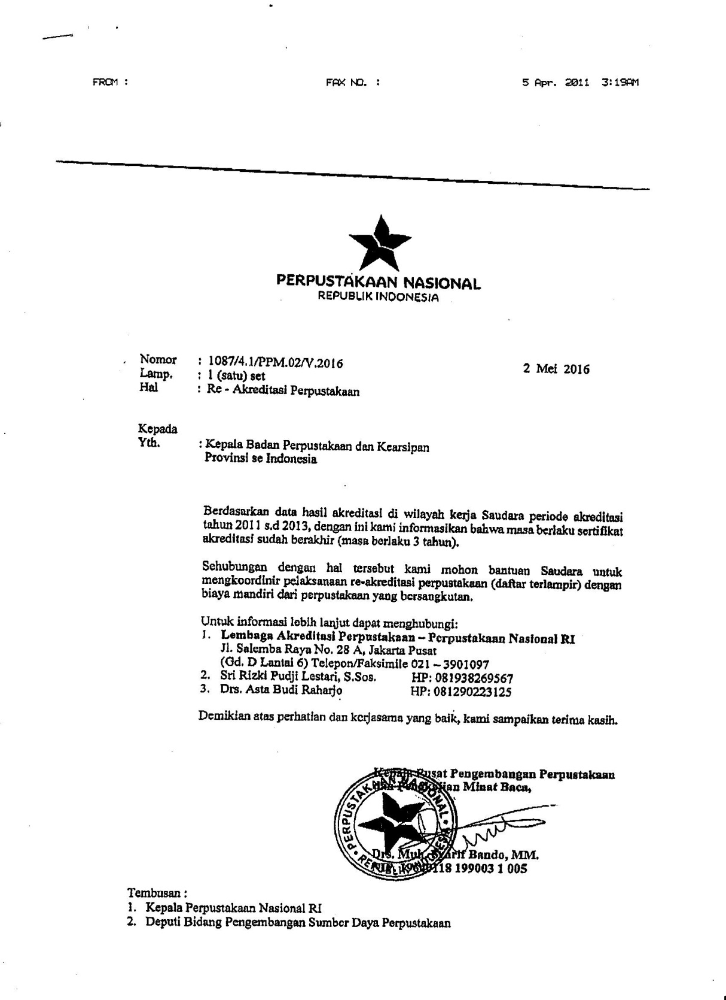 FROM :
FAX NO. :
5 Apr. 2011 3:19AM
PERPUSTAKAAN NASIONAL
REPUBLIK INDONESIA
Nomor : 1087/4.1/PPM.02/V.2016
2 Mei 2016
Lamp. : 1 (satu) set
Hal : Re - Akreditasi Perpustakaan
Kepada
Yth. : Kepala Badan Perpustakaan dan Kearsipan
Provinsi se Indonesia
Berdasarkan data hasil akreditasi di wilayah kerja Saudara periode akreditasi
tahun 2011 s.d 2013, dengan ini kami informasikan bahwa masa berlaku sertifikat
akreditasi sudah berakhir (masa berlaku 3 tahun).
Sehubungan dengan hal tersebut kami mohon bantuan Saudara untuk
mengkoordinir pelaksanaan re-akreditasi perpustakaan (daftar terlampir) dengan
biaya mandiri dari perpustakaan yang bersangkutan.
Untuk informasi lebih lanjut dapat menghubungi:
1. Lembaga Akreditasi Perpustakaan – Perpustakaan Nasional RI
Jl. Salemba Raya No. 28 A, Jakarta Pusat
(Gd. D Lantai 6) Telepon/Faksimile 021 – 3901097
2. Sri Rizki Pudji Lestari, S.Sos. HP: 081938269567
3. Drs. Asta Budi Raharjo HP: 081290223125
Demikian atas perhatian dan kerjasama yang baik, kami sampaikan terima kasih.
Kepala Pusat Pengembangan Perpustakaan
dan Pengkajian Minat Baca,
PERPUSTAKAAN NASIONAL
REPUBLIK INDONESIA
Drs. Muh. Syarif Bando, MM.
NIP. 118 199003 1 005
Tembusan :
1. Kepala Perpustakaan Nasional RI
2. Deputi Bidang Pengembangan Sumber Daya Perpustakaan